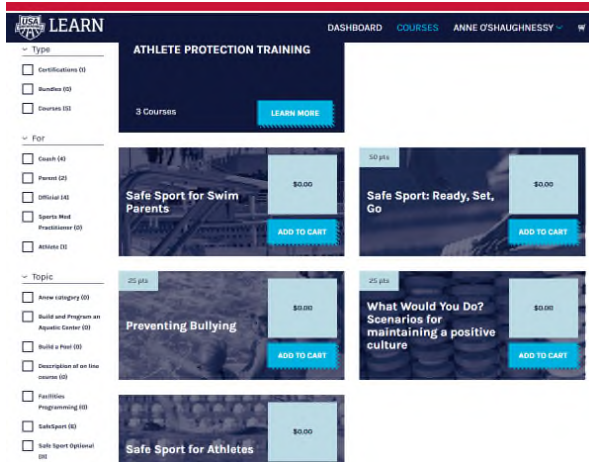 USA
LEARN
DASHBOARD COURSES ANNE O'SHAUGHNESSY
Type
Certifications (1)
Bundles (0)
Courses (5)
For
Coach (4)
Parent (2)
Official (4)
Sports Med
Practitioner (0)
Athlete (1)
Topic
Anew category (0)
Build and Program an
Aquatic Center (0)
Build a Pool (0)
Description of on line
course (0)
Facilities
Programming (0)
SafeSport (6)
Safe Sport Optional
ATHLETE PROTECTION TRAINING
3 Courses
LEARN MORE
Safe Sport for Swim
Parents
$0.00
ADD TO CART
50 pts
Safe Sport: Ready, Set,
Go
$0.00
ADD TO CART
25 pts
Preventing Bullying
$0.00
ADD TO CART
25 pts
What Would You Do?
Scenarios for
maintaining a positive
culture
$0.00
ADD TO CART
Safe Sport for Athletes
$0.00